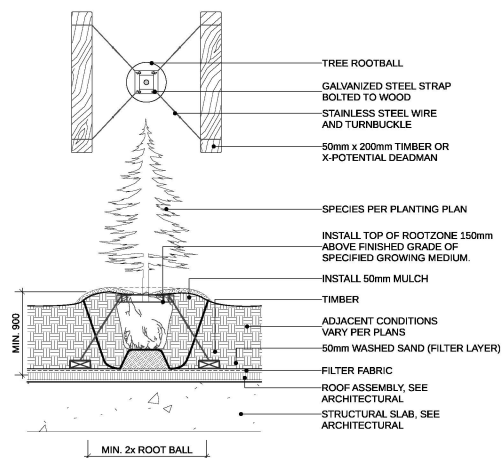 TREE ROOTBALL
GALVANIZED STEEL STRAP
BOLTED TO WOOD
STAINLESS STEEL WIRE
AND TURNBUCKLE
50mm x 200mm TIMBER OR
X-POTENTIAL DEADMAN
SPECIES PER PLANTING PLAN
INSTALL TOP OF ROOTZONE 150mm
ABOVE FINISHED GRADE OF
SPECIFIED GROWING MEDIUM.
INSTALL 50mm MULCH
TIMBER
ADJACENT CONDITIONS
VARY PER PLANS
50mm WASHED SAND (FILTER LAYER)
FILTER FABRIC
ROOF ASSEMBLY, SEE
ARCHITECTURAL
STRUCTURAL SLAB, SEE
ARCHITECTURAL
MIN. 900
MIN. 2x ROOT BALL